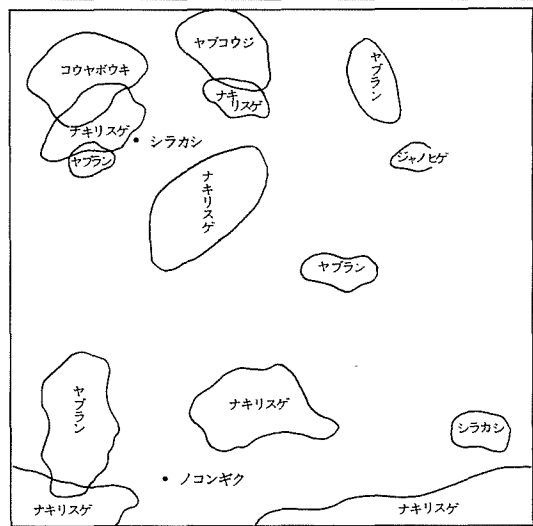 ヤブコウジ
コウヤボウキ
ヤブラン
ナキ
リスゲ
ナキリスゲ
シラカシ
ヤブラン
ジャノヒゲ
ナキリスゲ
ヤブラン
ヤブラン
ナキリスゲ
シラカシ
ノコンギク
ナキリスゲ
ナキリスゲ